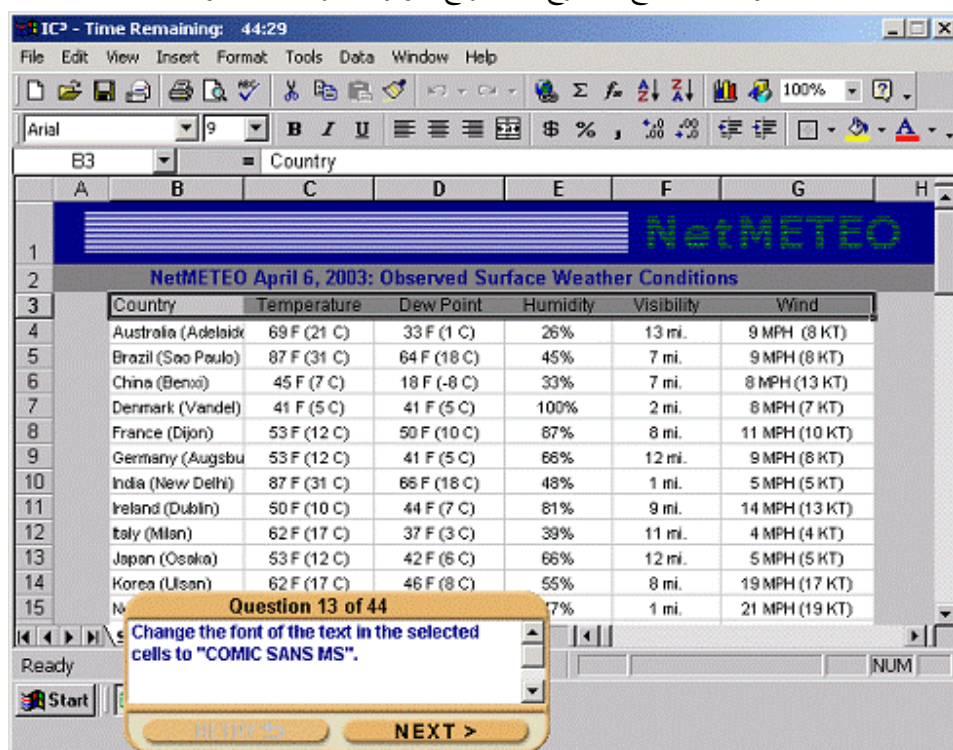 IC³ - Time Remaining: 44:29
File Edit View Insert Format Tools Data Window Help
100%
Arial 9 B I U $ % ,
B3 = Country
A B C D E F G H
1 NetMETEO
2 NetMETEO April 6, 2003: Observed Surface Weather Conditions
3 Country Temperature Dew Point Humidity Visibility Wind
4 Australia (Adelaide 69 F (21 C) 33 F (1 C) 26% 13 mi. 9 MPH (8 KT)
5 Brazil (Sao Paulo) 87 F (31 C) 64 F (18 C) 45% 7 mi. 9 MPH (8 KT)
6 China (Benxi) 45 F (7 C) 18 F (-8 C) 33% 7 mi. 8 MPH (13 KT)
7 Denmark (Vandel) 41 F (5 C) 41 F (5 C) 100% 2 mi. 8 MPH (7 KT)
8 France (Dijon) 53 F (12 C) 50 F (10 C) 87% 8 mi. 11 MPH (10 KT)
9 Germany (Augsbu 53 F (12 C) 41 F (5 C) 66% 12 mi. 9 MPH (8 KT)
10 India (New Delhi) 87 F (31 C) 66 F (18 C) 48% 1 mi. 5 MPH (5 KT)
11 Ireland (Dublin) 50 F (10 C) 44 F (7 C) 81% 9 mi. 14 MPH (13 KT)
12 Italy (Milan) 62 F (17 C) 37 F (3 C) 39% 11 mi. 4 MPH (4 KT)
13 Japan (Osaka) 53 F (12 C) 42 F (6 C) 66% 12 mi. 5 MPH (5 KT)
14 Korea (Ulsan) 62 F (17 C) 46 F (8 C) 55% 8 mi. 19 MPH (17 KT)
15 7% 1 mi. 21 MPH (19 KT)
Question 13 of 44
Change the font of the text in the selected
cells to "COMIC SANS MS".
Ready NUM
Start
RETRY NEXT >